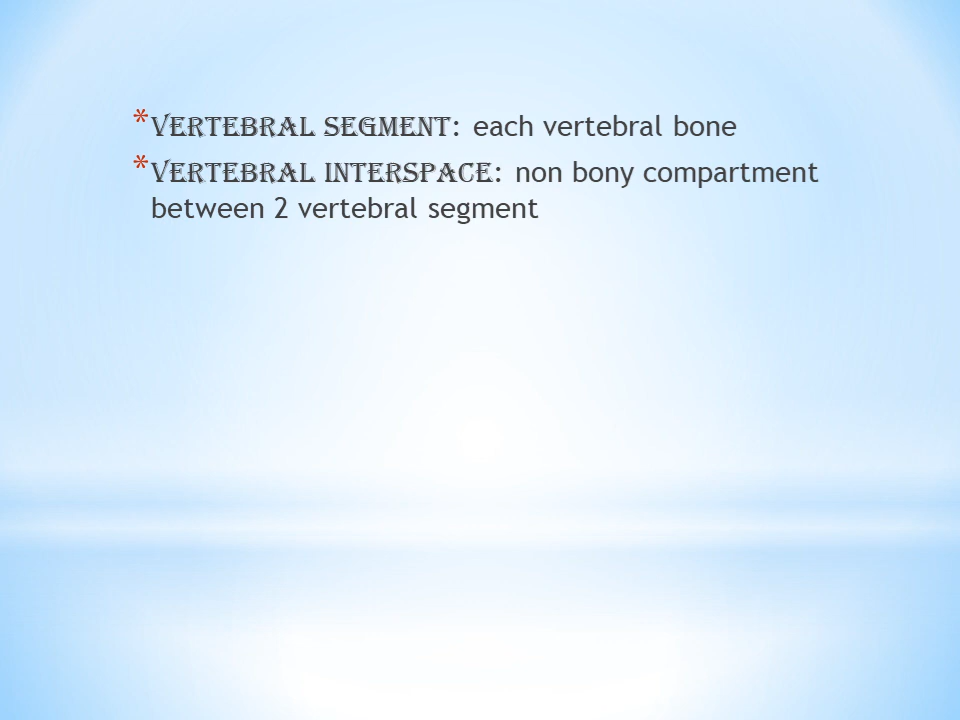 *VERTEBRAL SEGMENT: each vertebral bone
*VERTEBRAL INTERSPACE: non bony compartment
between 2 vertebral segment